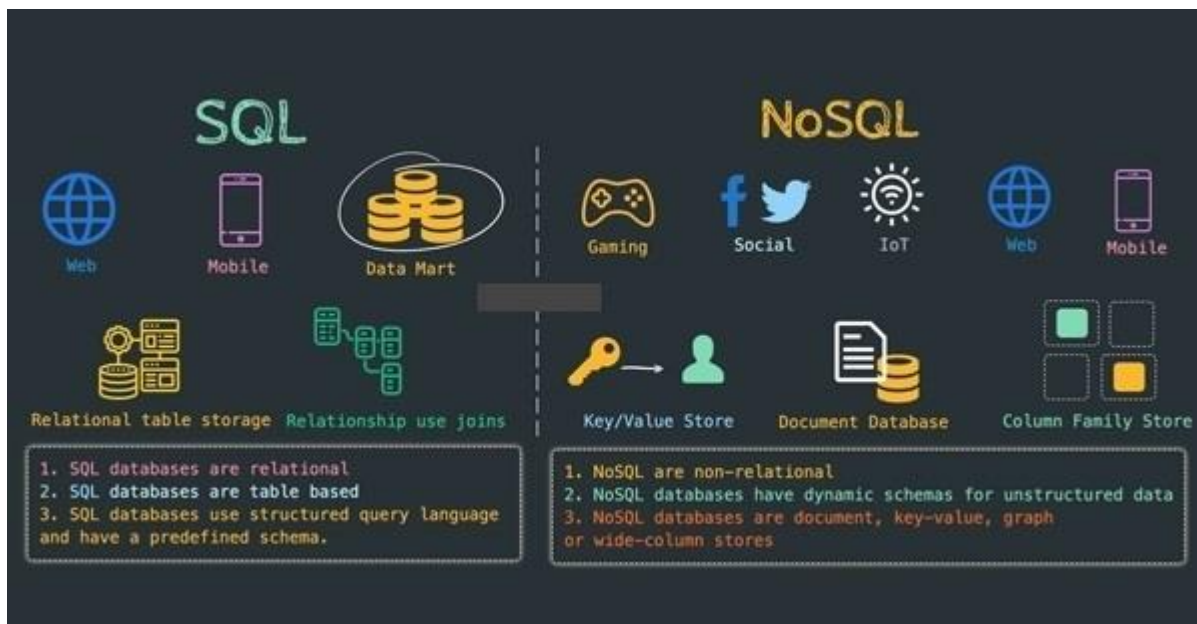 SQL
NoSQL
Web
Mobile
Data Mart
Gaming
Social
IoT
Web
Mobile
Relational table storage
Relationship use joins
Key/Value Store
Document Database
Column Family Store
1. SQL databases are relational
2. SQL databases are table based
3. SQL databases use structured query language
and have a predefined schema.
1. NoSQL are non-relational
2. NoSQL databases have dynamic schemas for unstructured data
3. NoSQL databases are document, key-value, graph
or wide-column stores